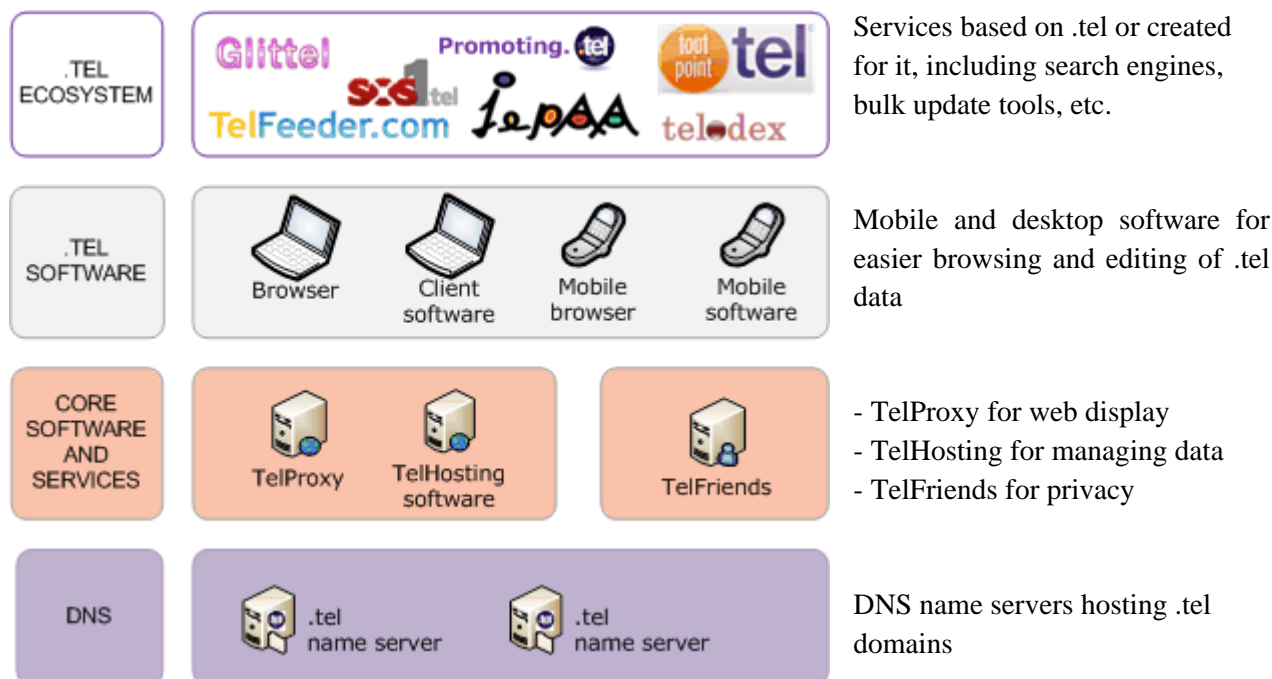 .TEL
ECOSYSTEM
Glittel
Promoting. .tel
foot
point
tel
sxs1.tel
TelFeeder.com
JepAA
telodex
Services based on .tel or created
for it, including search engines,
bulk update tools, etc.
.TEL
SOFTWARE
Browser
Client
software
Mobile
browser
Mobile
software
Mobile and desktop software for
easier browsing and editing of .tel
data
CORE
SOFTWARE
AND
SERVICES
TelProxy
TelHosting
software
TelFriends
- TelProxy for web display
- TelHosting for managing data
- TelFriends for privacy
DNS
.tel
name server
.tel
name server
DNS name servers hosting .tel
domains